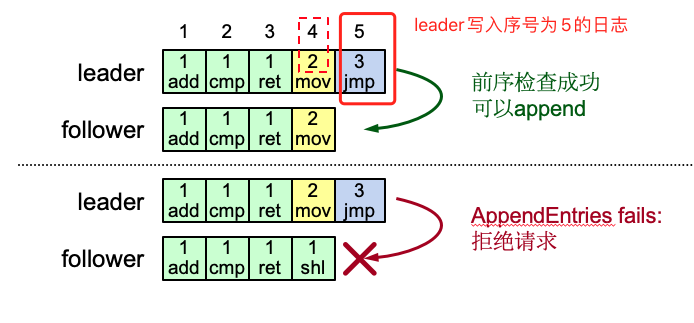 1 2 3 4 5
leader写入序号为5的日志
leader
1 1 1 2 3
add cmp ret mov jmp
前序检查成功
可以append
follower
1 1 1 2
add cmp ret mov
leader
1 1 1 2 3
add cmp ret mov jmp
AppendEntries fails:
拒绝请求
follower
1 1 1 1
add cmp ret shl